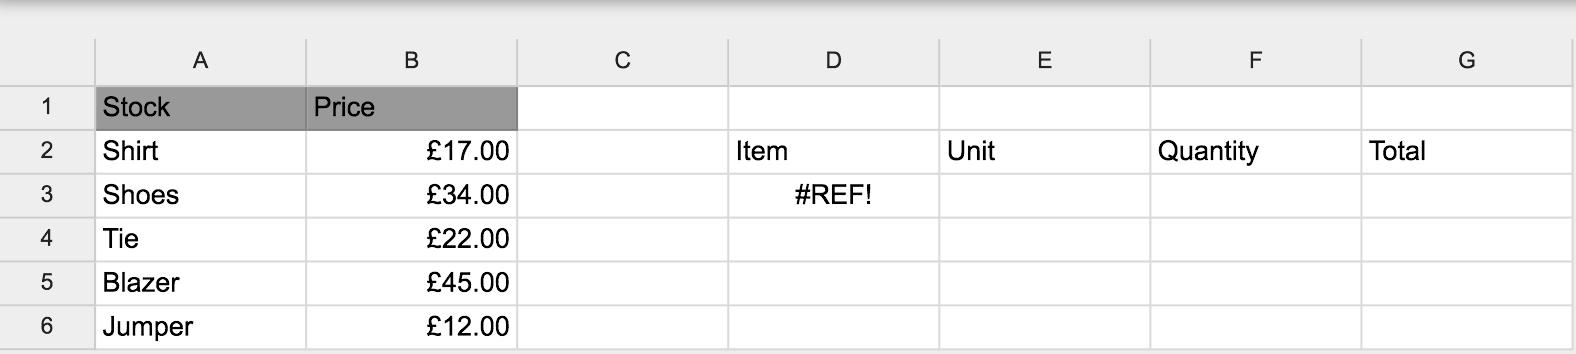 A B C D E F G
1 Stock Price
2 Shirt £17.00 Item Unit Quantity Total
3 Shoes £34.00 #REF!
4 Tie £22.00
5 Blazer £45.00
6 Jumper £12.00